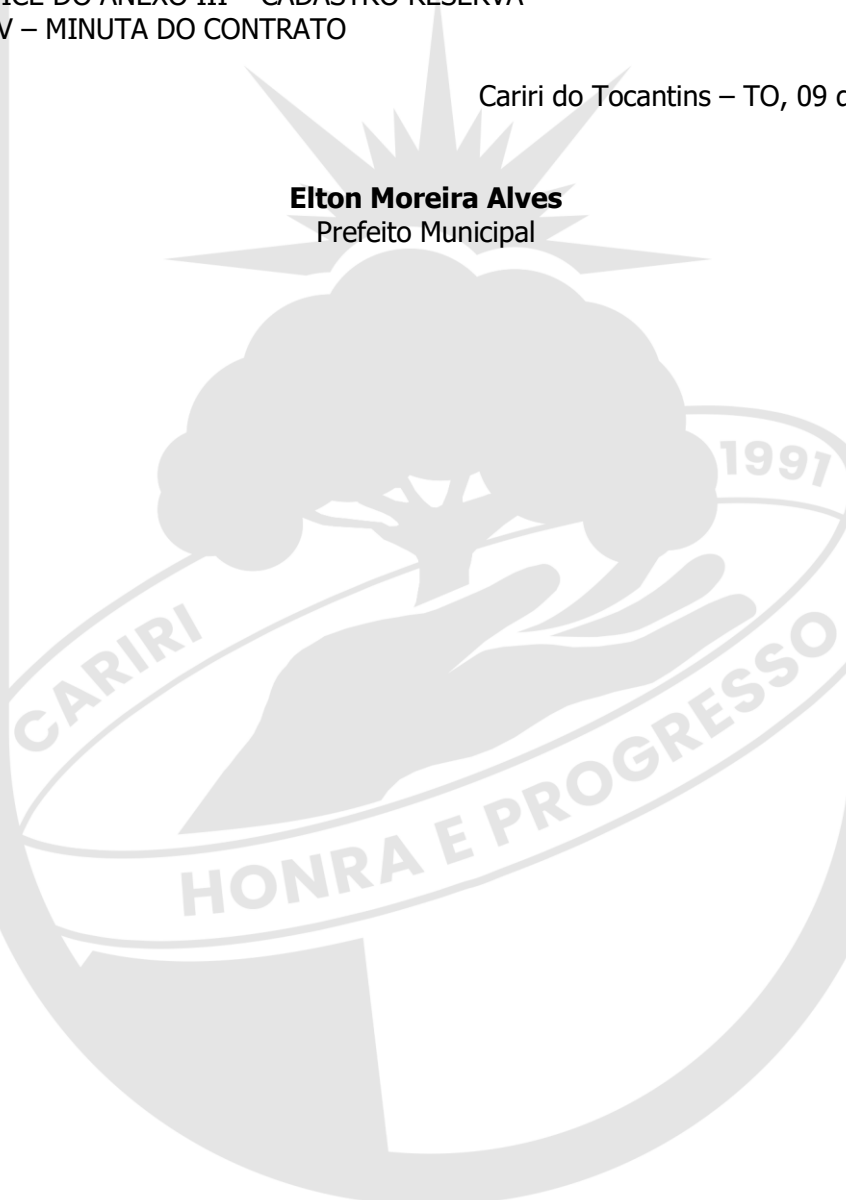 ICE DO ANEXO III – CADASTRO RESERVA
V – MINUTA DO CONTRATO
Cariri do Tocantins – TO, 09 d
Elton Moreira Alves
Prefeito Municipal
1991
CARIRI
HONRA E PROGRESSO